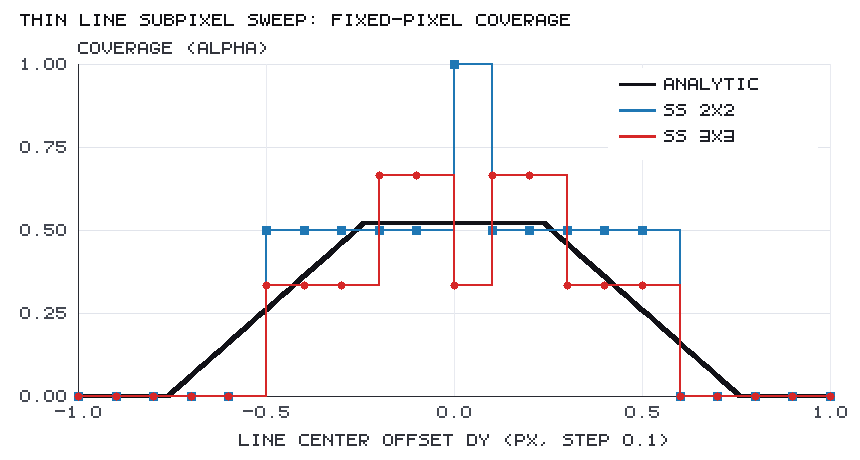 THIN LINE SUBPIXEL SWEEP: FIXED-PIXEL COVERAGE
COVERAGE (ALPHA)
1.00
0.75
0.50
0.25
0.00
ANALYTIC
SS 2X2
SS 3X3
-1.0 -0.5 0.0 0.5 1.0
LINE CENTER OFFSET DY (PX, STEP 0.1)